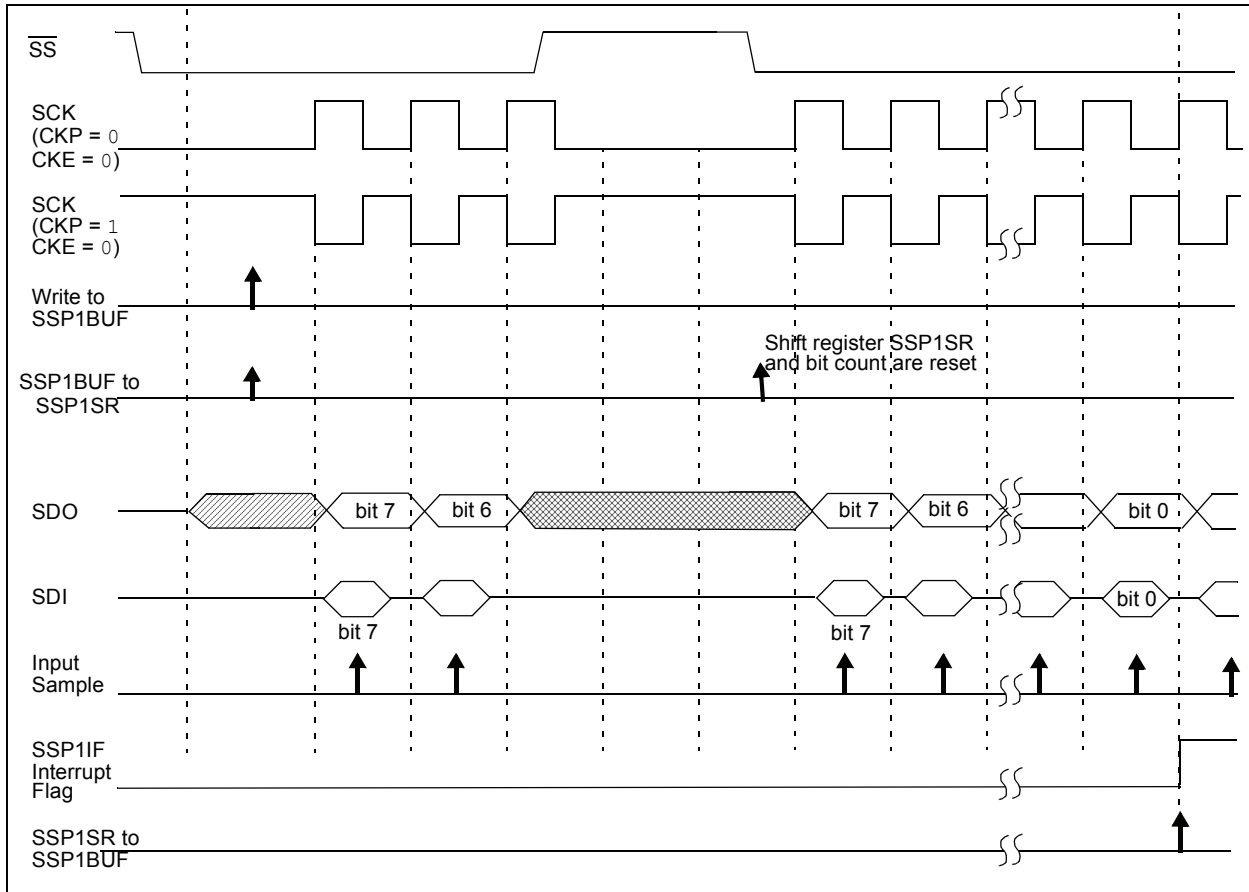 SS
SCK
(CKP = 0
CKE = 0)
SCK
(CKP = 1
CKE = 0)
Write to
SSP1BUF
Shift register SSP1SR
and bit count are reset
SSP1BUF to
SSP1SR
SDO
bit 7
bit 6
bit 7
bit 6
bit 0
SDI
bit 0
bit 7
bit 7
Input
Sample
SSP1IF
Interrupt
Flag
SSP1SR to
SSP1BUF